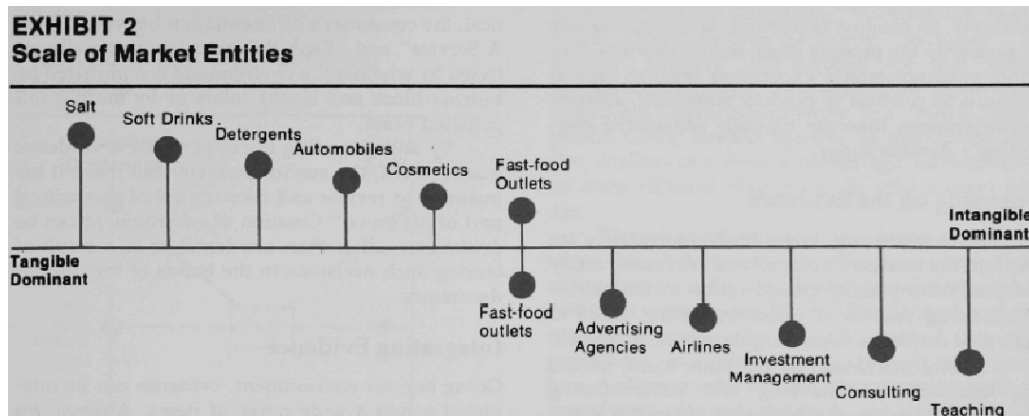 EXHIBIT 2
Scale of Market Entities
Salt
Soft Drinks
Detergents
Automobiles
Cosmetics
Fast-food
Outlets
Intangible
Dominant
Tangible
Dominant
Fast-food
outlets
Advertising
Agencies
Airlines
Investment
Management
Consulting
Teaching